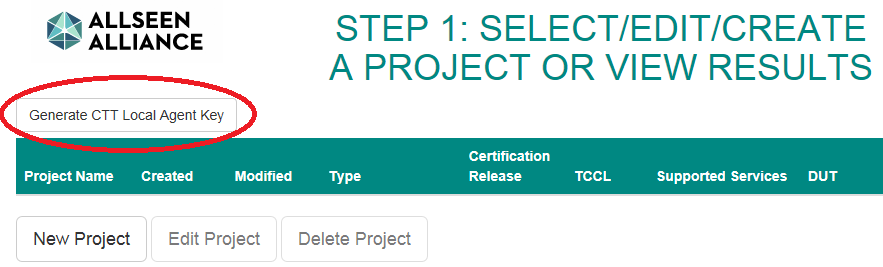 ALLSEEN
ALLIANCE
STEP 1: SELECT/EDIT/CREATE
A PROJECT OR VIEW RESULTS
Generate CTT Local Agent Key
Project Name Created Modified Type Certification Release TCCL Supported Services DUT
New Project Edit Project Delete Project